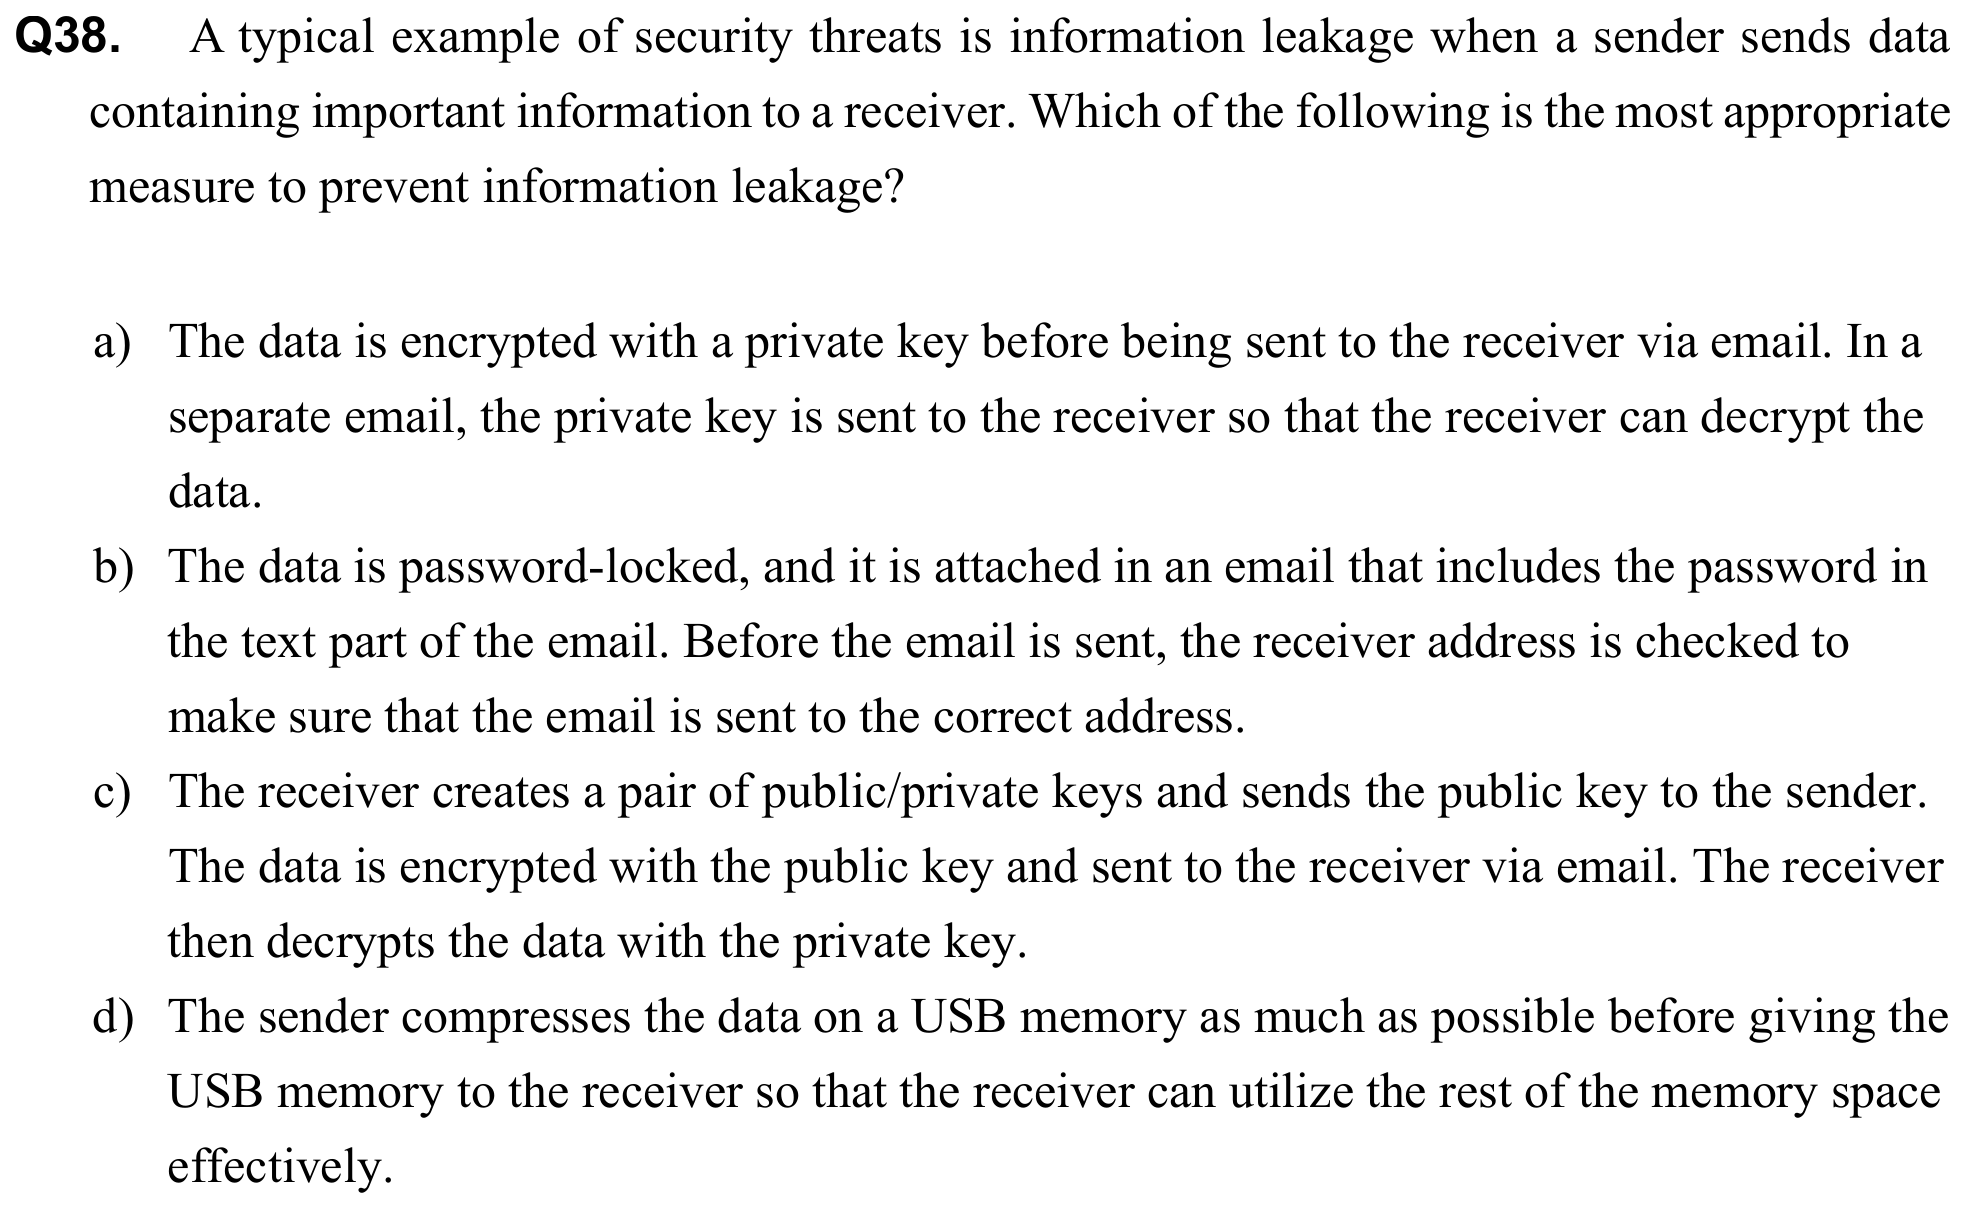 Q38. A typical example of security threats is information leakage when a sender sends data
containing important information to a receiver. Which of the following is the most appropriate
measure to prevent information leakage?
a) The data is encrypted with a private key before being sent to the receiver via email. In a
separate email, the private key is sent to the receiver so that the receiver can decrypt the
data.
b) The data is password-locked, and it is attached in an email that includes the password in
the text part of the email. Before the email is sent, the receiver address is checked to
make sure that the email is sent to the correct address.
c) The receiver creates a pair of public/private keys and sends the public key to the sender.
The data is encrypted with the public key and sent to the receiver via email. The receiver
then decrypts the data with the private key.
d) The sender compresses the data on a USB memory as much as possible before giving the
USB memory to the receiver so that the receiver can utilize the rest of the memory space
effectively.